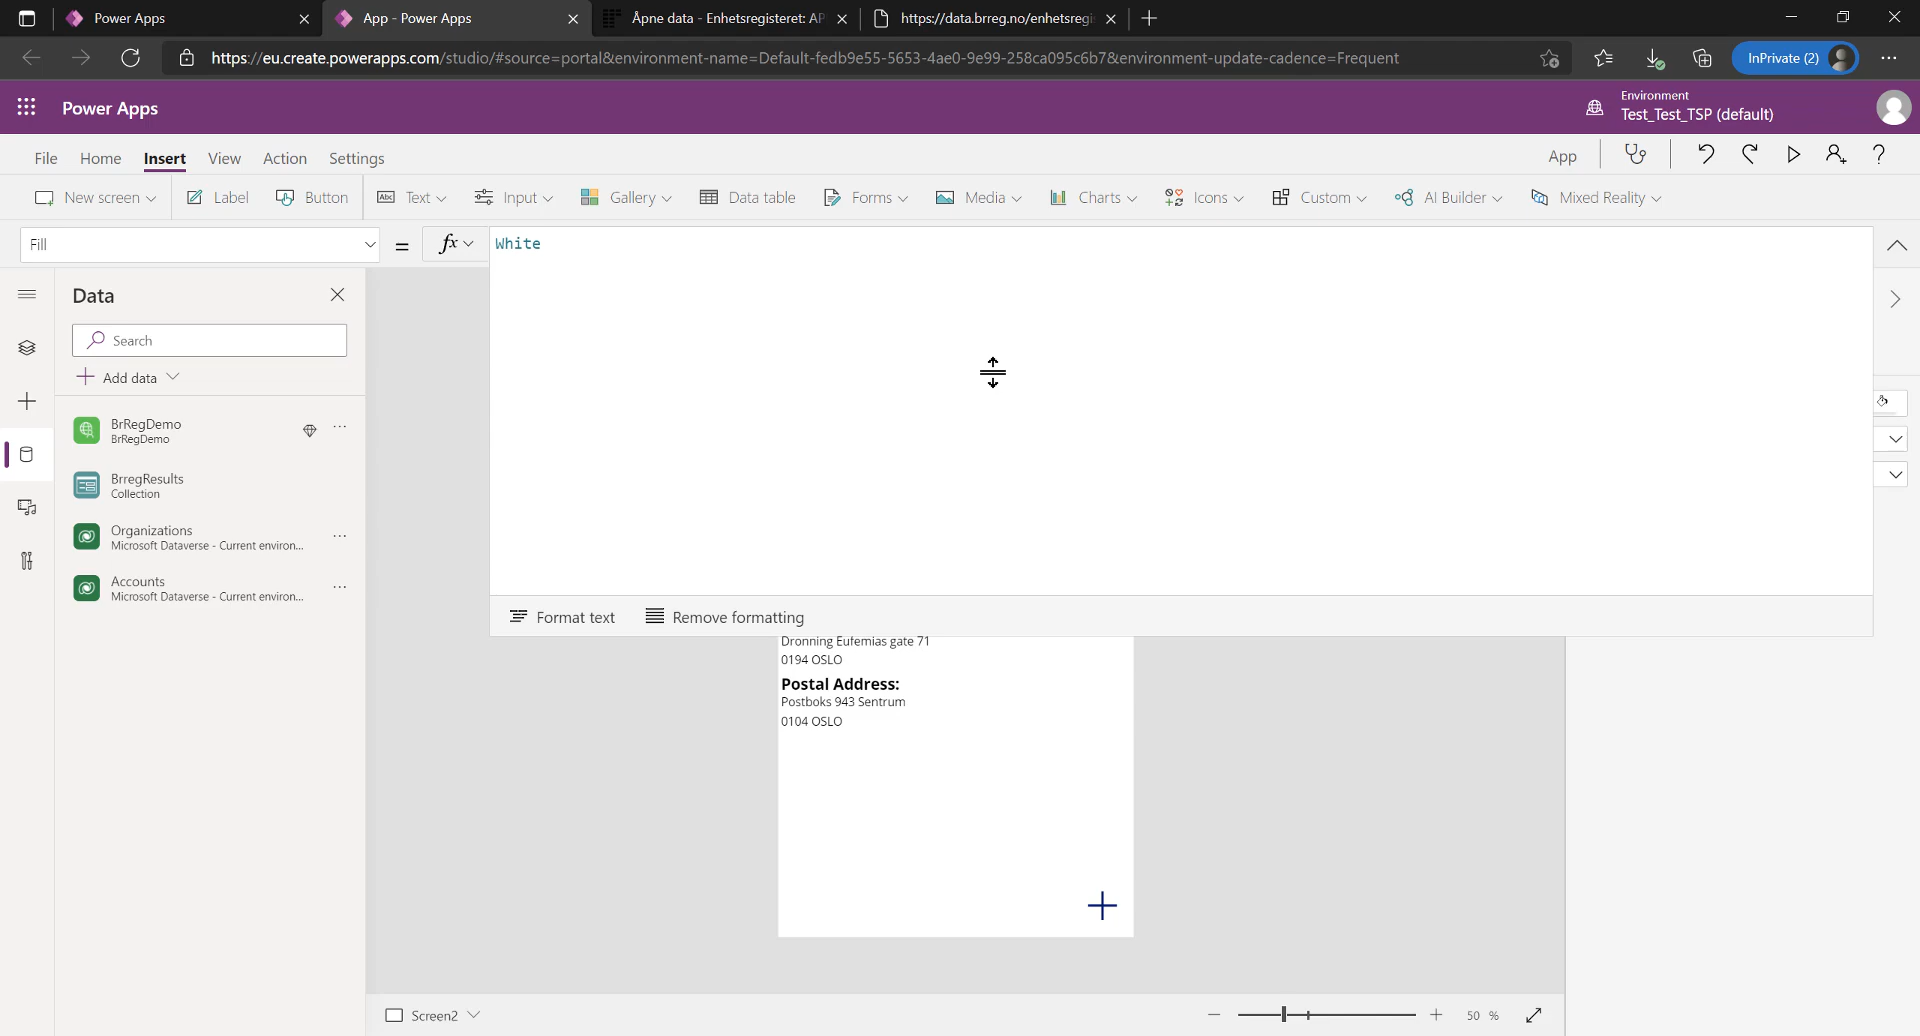 Power Apps
App - Power Apps
Åpne data - Enhetsregisteret: AP
https://data.brreg.no/enhetsregi
https://eu.create.powerapps.com/studio/#source=portal&environment-name=Default-fedb9e55-5653-4ae0-9e99-258ca095c6b7&environment-update-cadence=Frequent
InPrivate (2)
Power Apps
Environment
Test_Test_TSP (default)
File Home Insert View Action Settings
App
New screen Label Button Text Input Gallery Data table Forms Media Charts Icons Custom AI Builder Mixed Reality
Abc
Fill
=
fx
White
Data
Search
Add data
BrRegDemo
BrRegDemo
BrregResults
Collection
Organizations
Microsoft Dataverse - Current environ...
Accounts
Microsoft Dataverse - Current environ...
Format text Remove formatting
Dronning Eufemias gate 71
0194 OSLO
Postal Address:
Postboks 943 Sentrum
0104 OSLO
Screen2
50 %